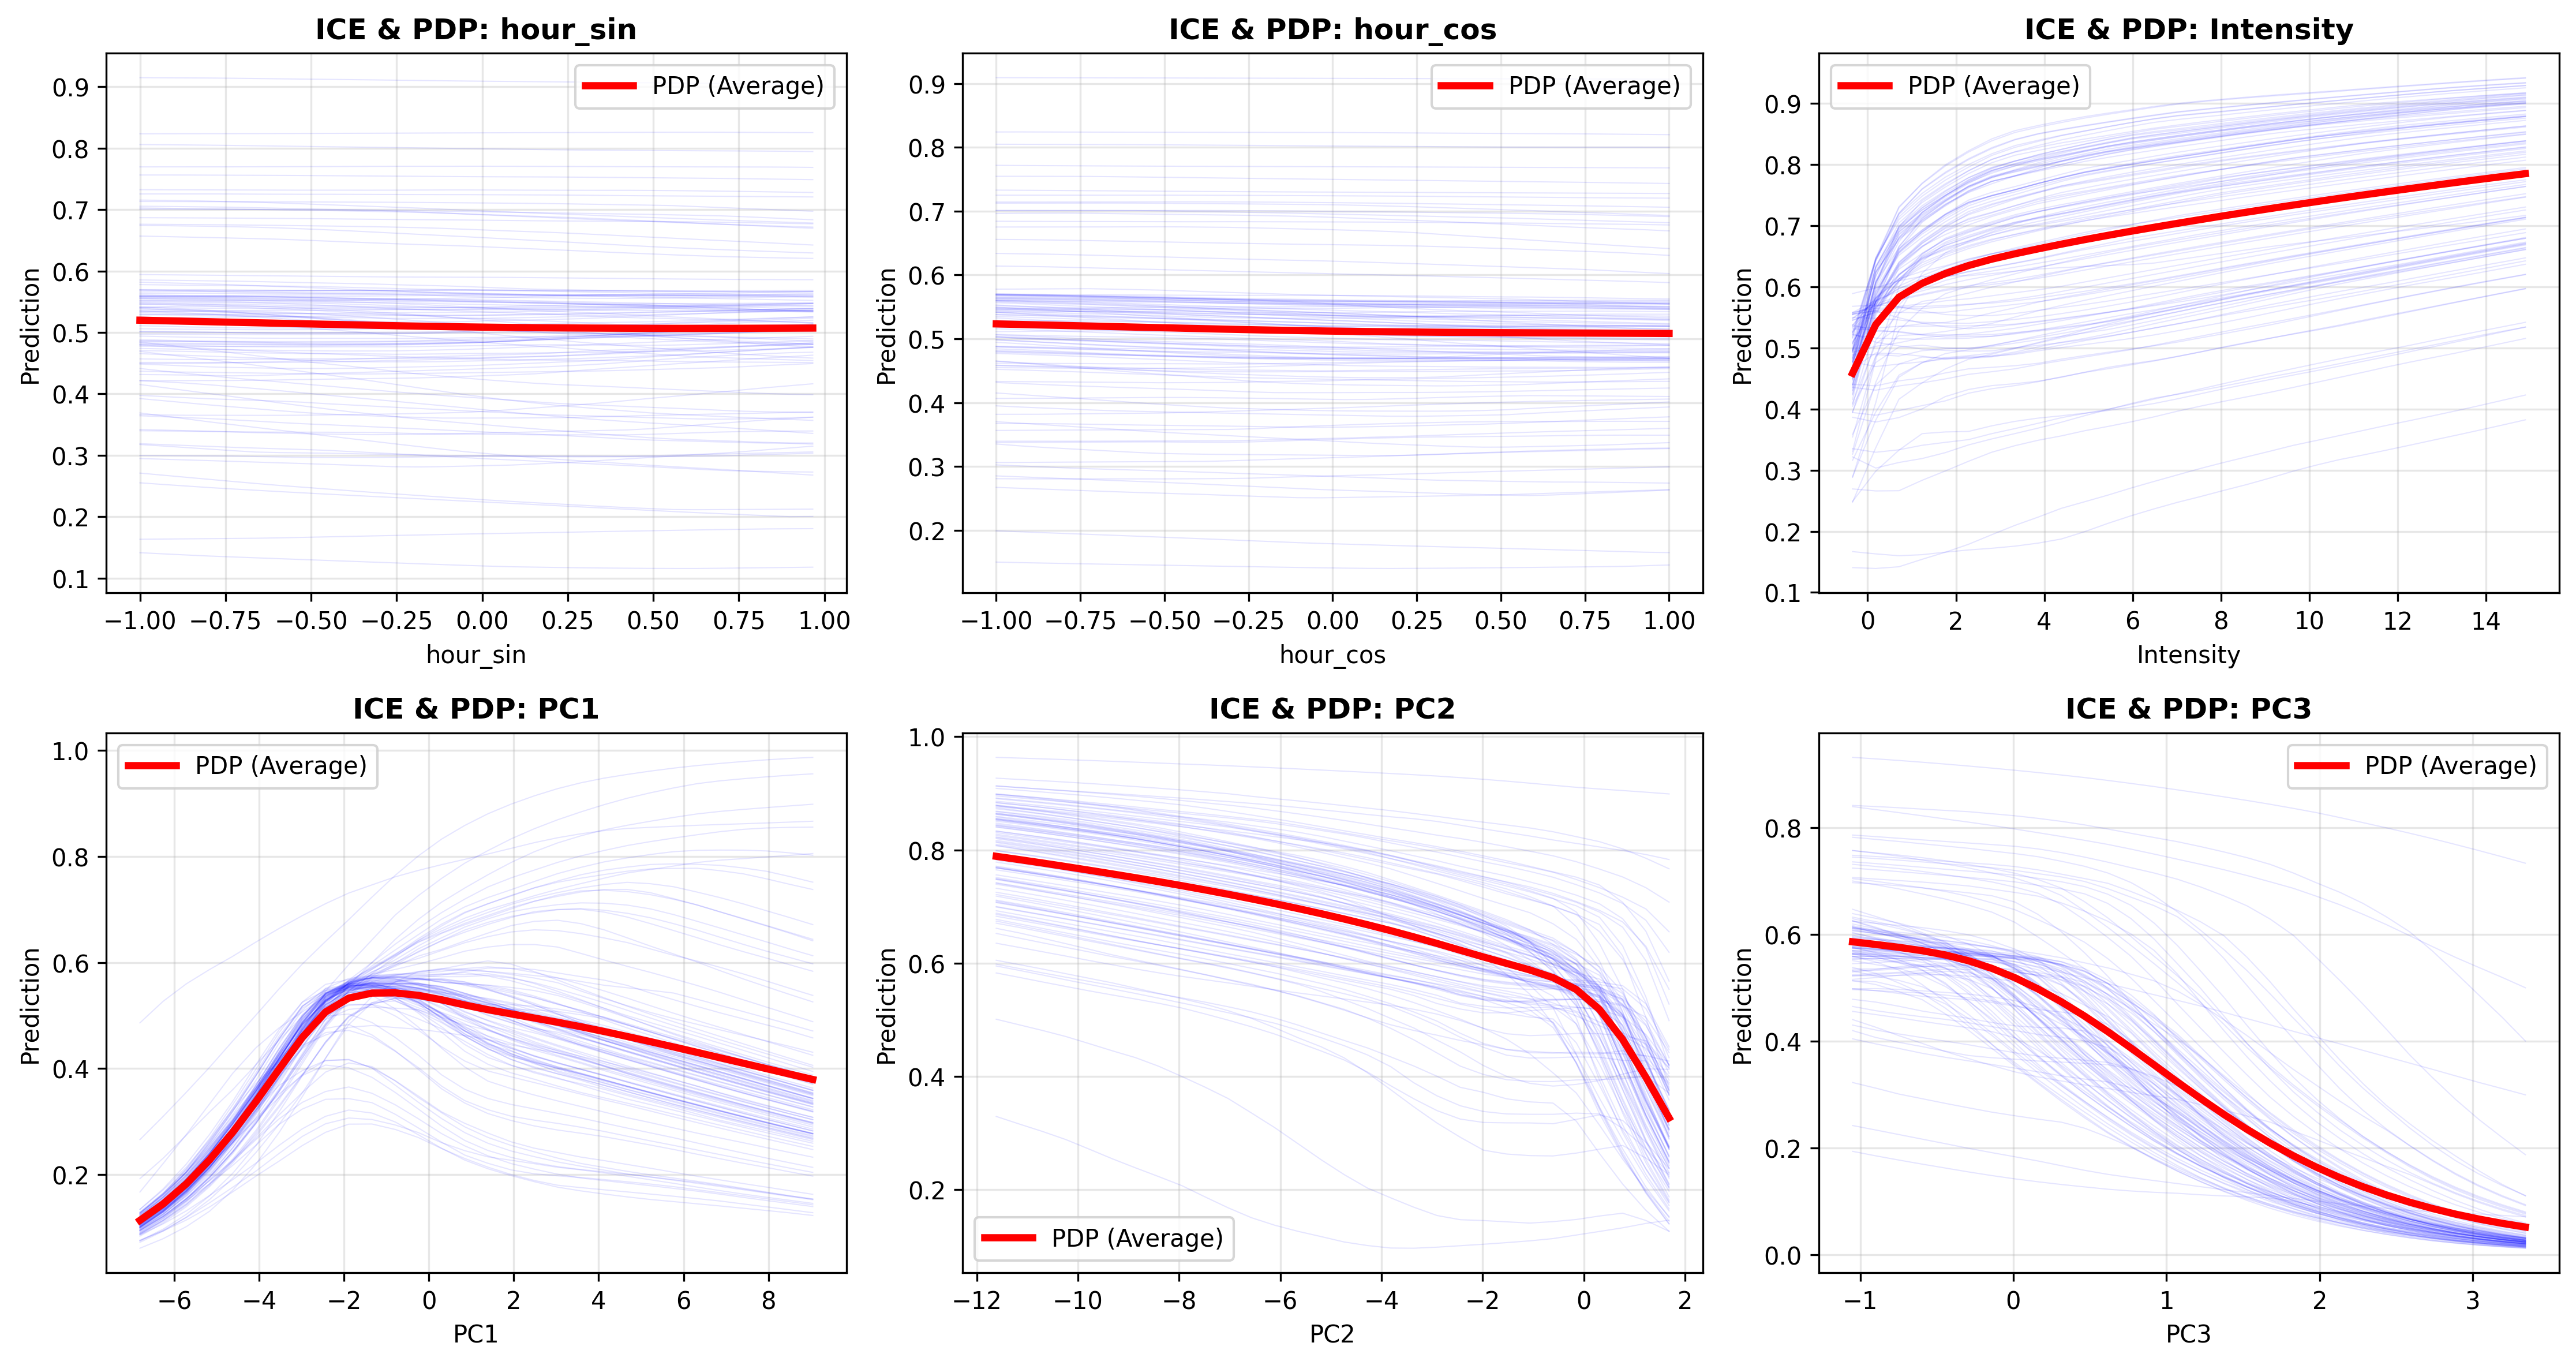 ICE & PDP: hour_sin
PDP (Average)
0.9
0.8
0.7
0.6
0.5
0.4
0.3
0.2
0.1
Prediction
−1.00 −0.75 −0.50 −0.25 0.00 0.25 0.50 0.75 1.00
hour_sin
ICE & PDP: hour_cos
PDP (Average)
0.9
0.8
0.7
0.6
0.5
0.4
0.3
0.2
Prediction
−1.00 −0.75 −0.50 −0.25 0.00 0.25 0.50 0.75 1.00
hour_cos
ICE & PDP: Intensity
PDP (Average)
0.9
0.8
0.7
0.6
0.5
0.4
0.3
0.2
0.1
Prediction
0 2 4 6 8 10 12 14
Intensity
ICE & PDP: PC1
PDP (Average)
1.0
0.8
0.6
0.4
0.2
Prediction
−6 −4 −2 0 2 4 6 8
PC1
ICE & PDP: PC2
1.0
0.8
0.6
0.4
0.2
Prediction
PDP (Average)
−12 −10 −8 −6 −4 −2 0 2
PC2
ICE & PDP: PC3
PDP (Average)
0.8
0.6
0.4
0.2
0.0
Prediction
−1 0 1 2 3
PC3